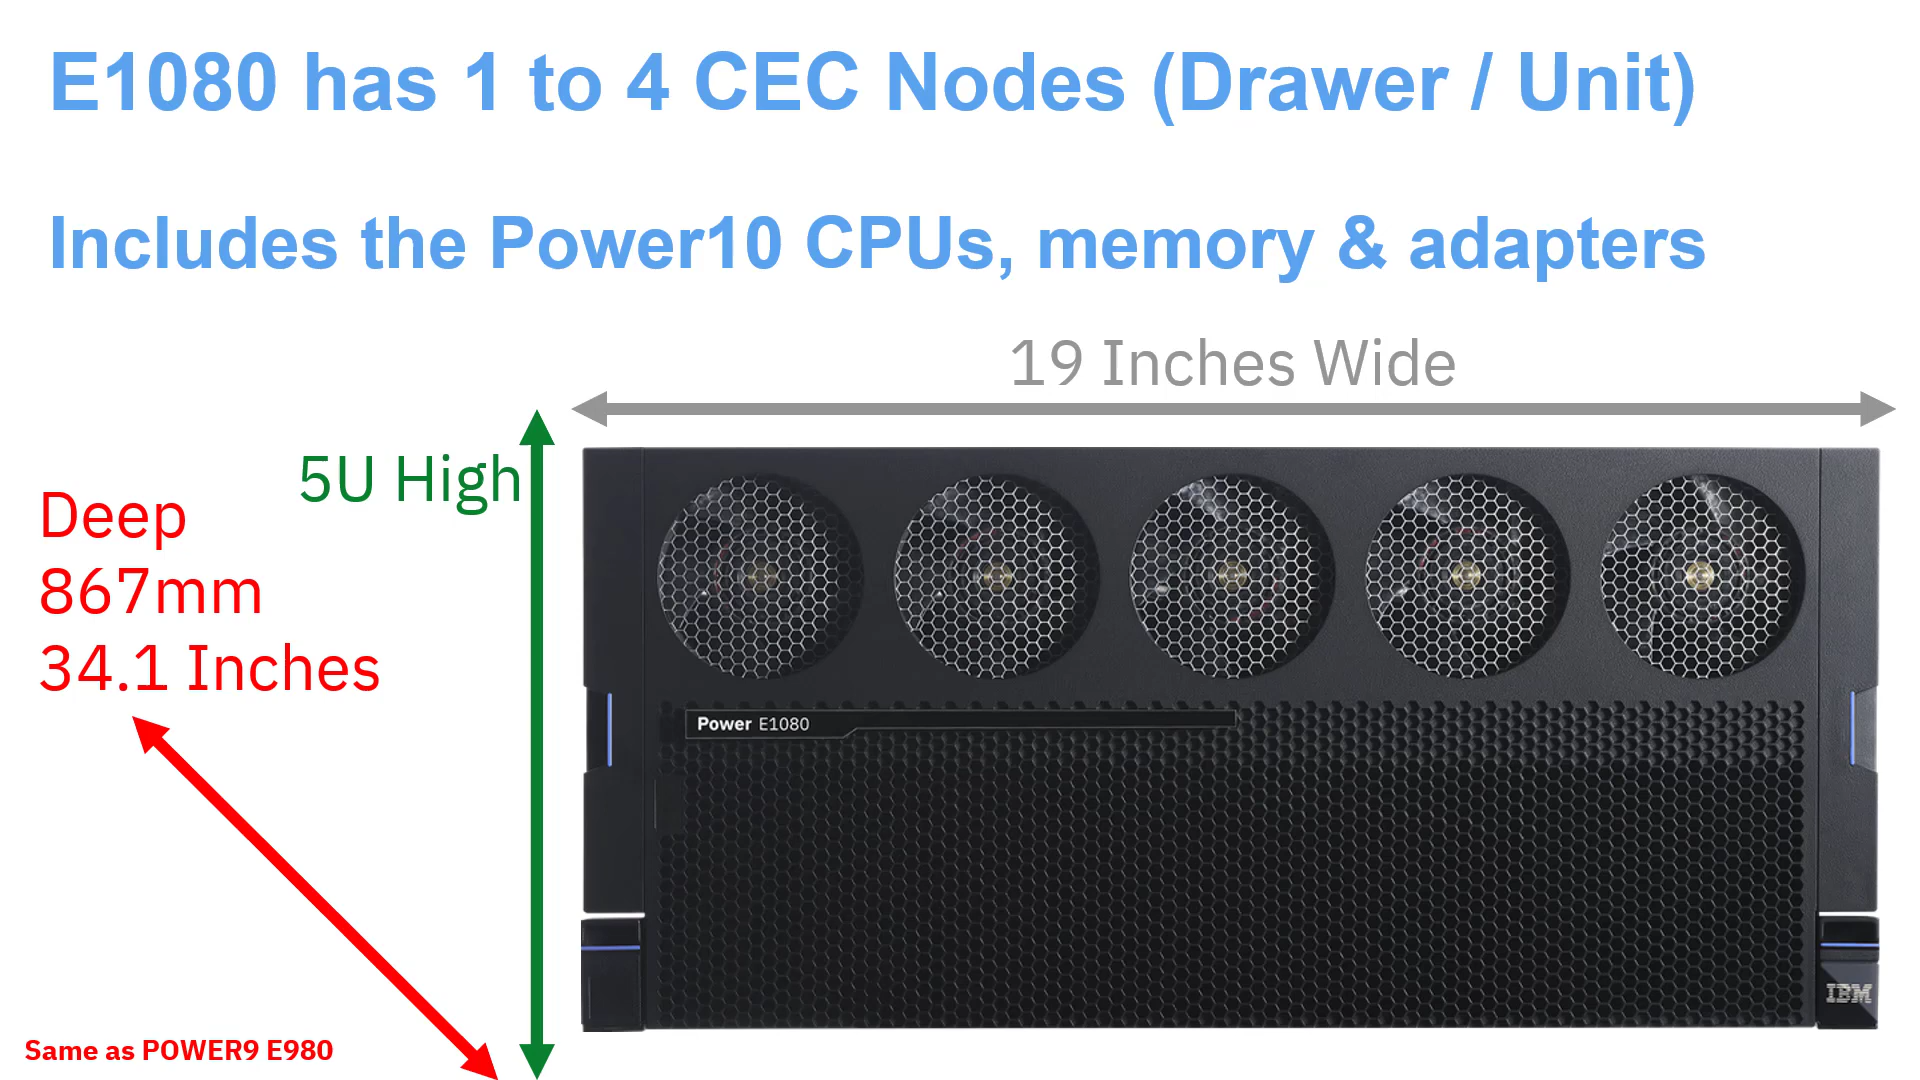 E1080 has 1 to 4 CEC Nodes (Drawer / Unit)
Includes the Power10 CPUs, memory & adapters
19 Inches Wide
5U High
Deep
867mm
34.1 Inches
Power E1080
IBM
Same as POWER9 E980